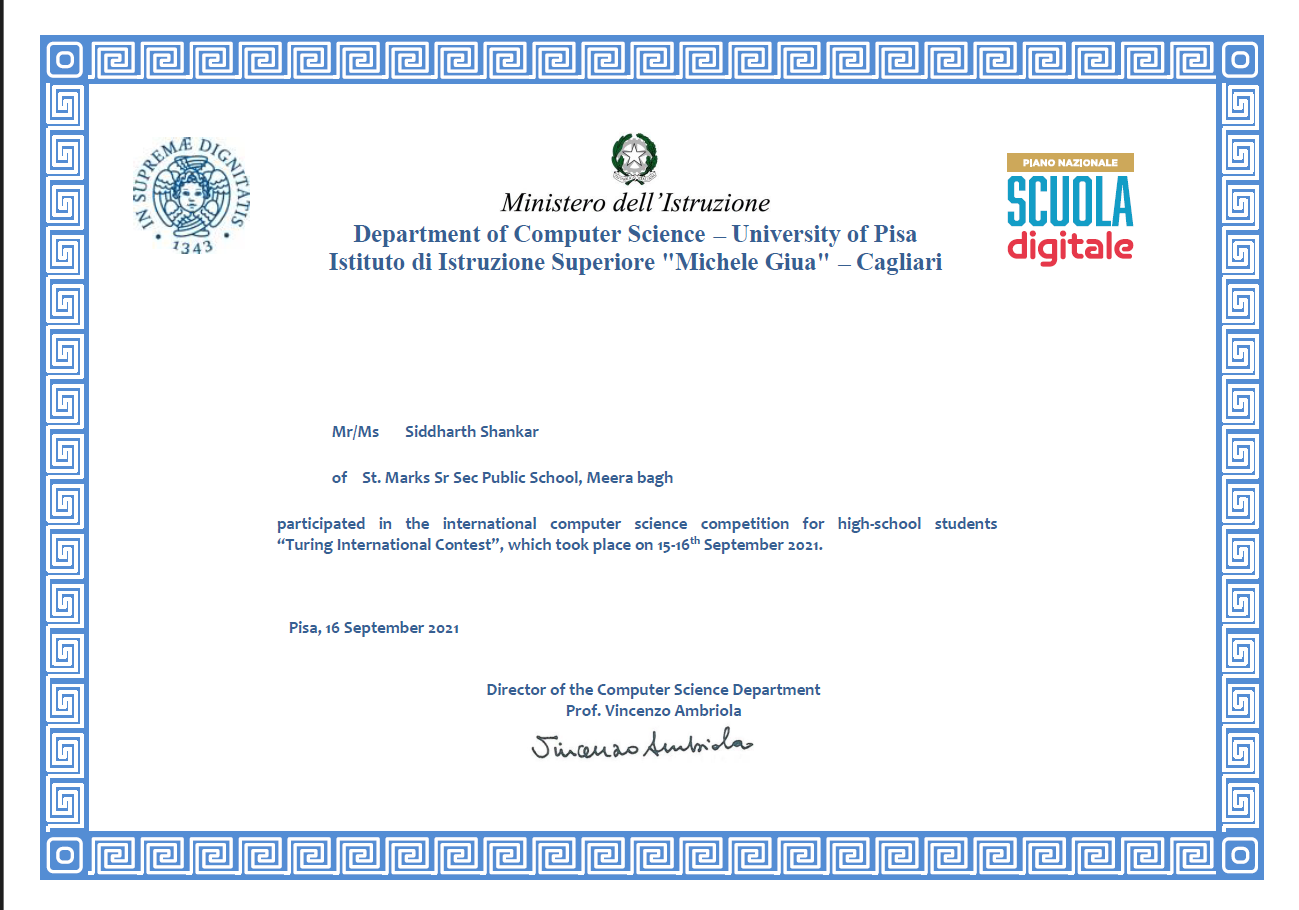 IN SUPREMÆ DIGNITATIS
• 1343 •
Ministero dell'Istruzione
Department of Computer Science – University of Pisa
Istituto di Istruzione Superiore "Michele Giua" – Cagliari
PIANO NAZIONALE
SCUOLA
digitale
Mr/Ms Siddharth Shankar
of St. Marks Sr Sec Public School, Meera bagh
participated in the international computer science competition for high-school students
“Turing International Contest”, which took place on 15-16th September 2021.
Pisa, 16 September 2021
Director of the Computer Science Department
Prof. Vincenzo Ambriola
Vincenzo Ambriola